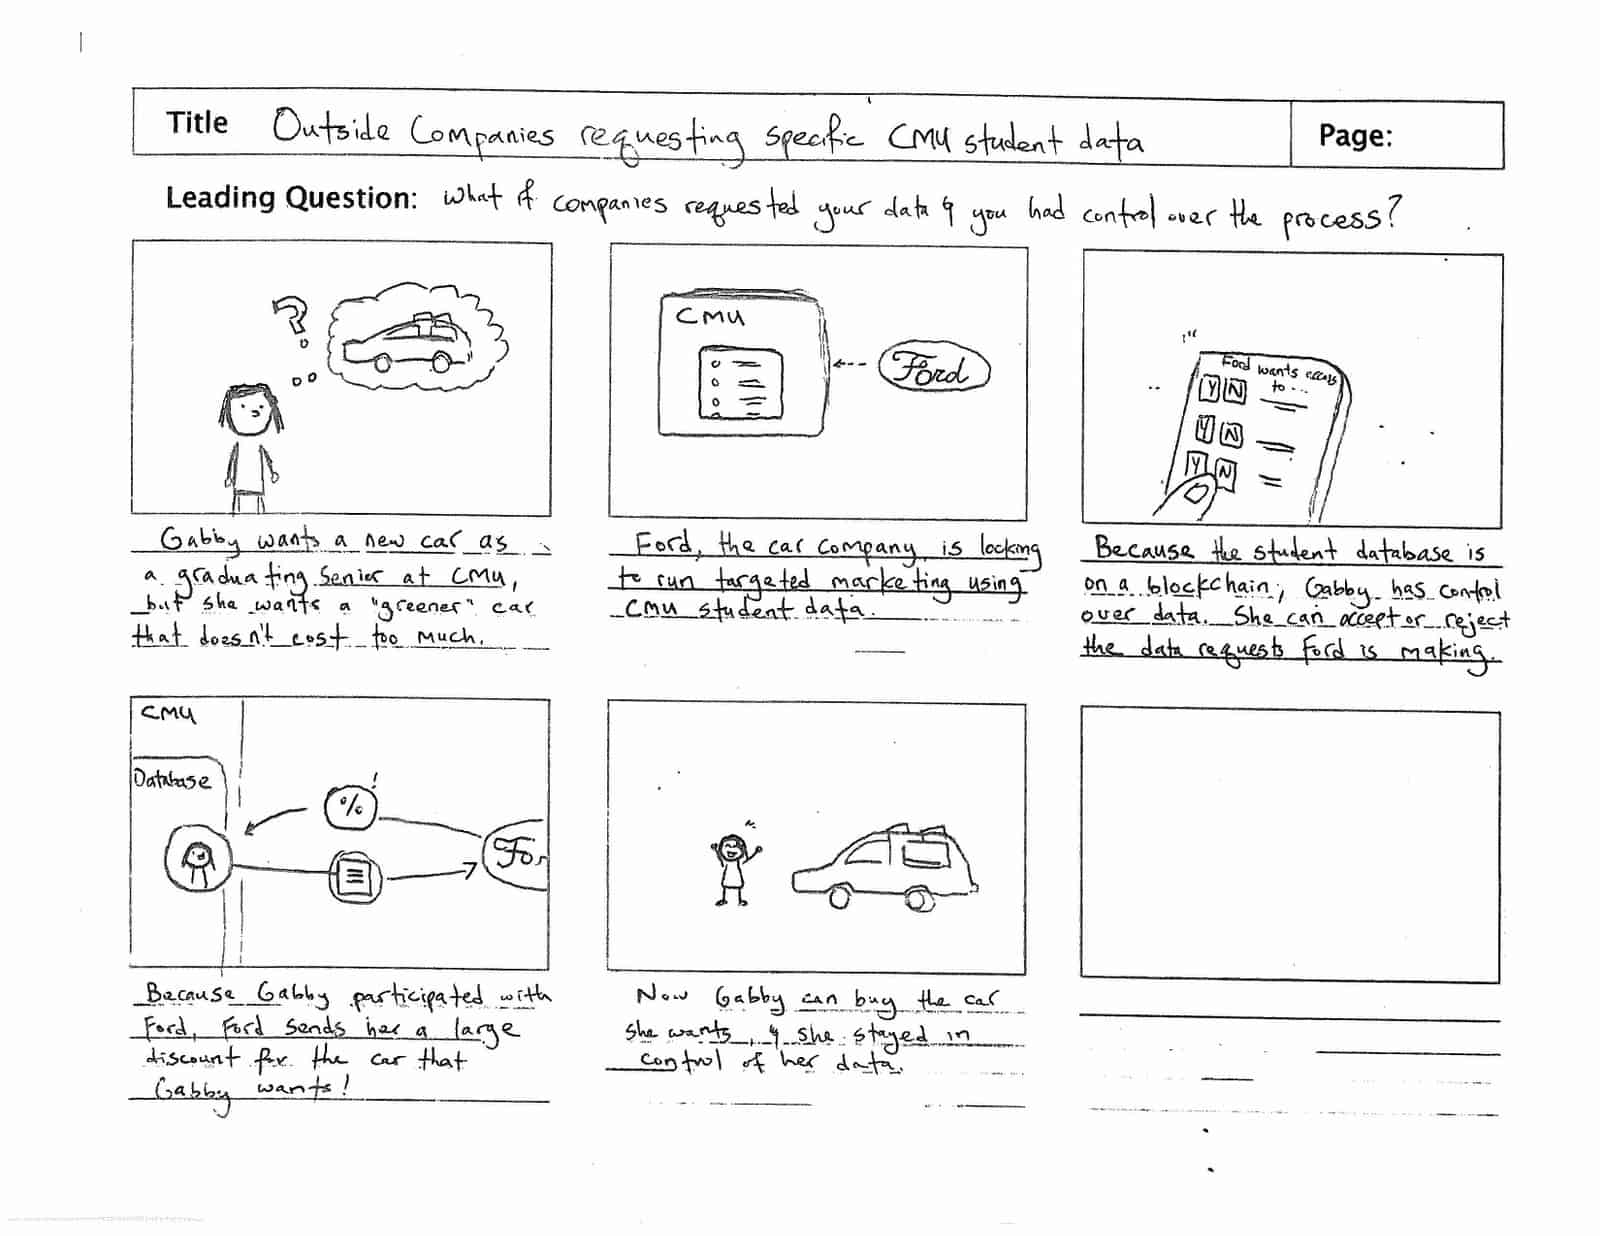 Title Outside Companies requesting specific CMU student data
Page:
Leading Question: What if companies requested your data & you had control over the process?
?
Gabby wants a new car as
a graduating senior at CMU,
but she wants a "greener" car
that doesn't cost too much.
CMU
Ford
Ford, the car company, is looking
to run targeted marketing using
CMU student data.
Ford wants access
to ...
Y N
Y N
Y N
Because the student database is
on a blockchain, Gabby has control
over data. She can accept or reject
the data requests Ford is making.
CMU
Database
%
!
For
Because Gabby participated with
Ford, Ford sends her a large
discount for the car that
Gabby wants!
Now Gabby can buy the car
she wants, & she stayed in
control of her data.